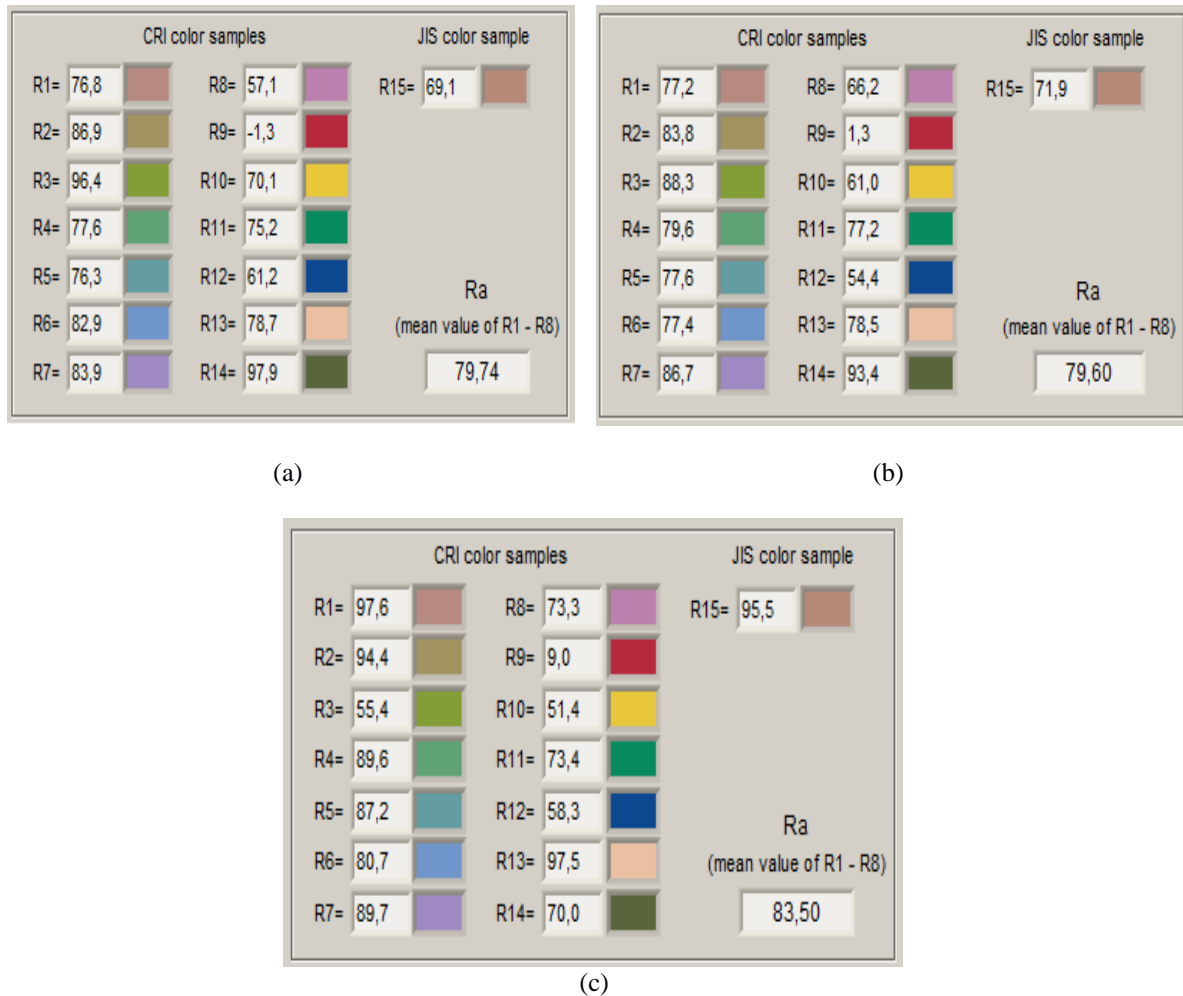 CRI color samples JIS color sample
R1= 76,8 R8= 57,1 R15= 69,1
R2= 86,9 R9= -1,3
R3= 96,4 R10= 70,1
R4= 77,6 R11= 75,2
R5= 76,3 R12= 61,2
Ra
R6= 82,9 R13= 78,7 (mean value of R1 - R8)
R7= 83,9 R14= 97,9 79,74
(a)
CRI color samples JIS color sample
R1= 77,2 R8= 66,2 R15= 71,9
R2= 83,8 R9= 1,3
R3= 88,3 R10= 61,0
R4= 79,6 R11= 77,2
R5= 77,6 R12= 54,4
Ra
R6= 77,4 R13= 78,5 (mean value of R1 - R8)
R7= 86,7 R14= 93,4 79,60
(b)
CRI color samples JIS color sample
R1= 97,6 R8= 73,3 R15= 95,5
R2= 94,4 R9= 9,0
R3= 55,4 R10= 51,4
R4= 89,6 R11= 73,4
R5= 87,2 R12= 58,3
Ra
R6= 80,7 R13= 97,5 (mean value of R1 - R8)
R7= 89,7 R14= 70,0 83,50
(c)